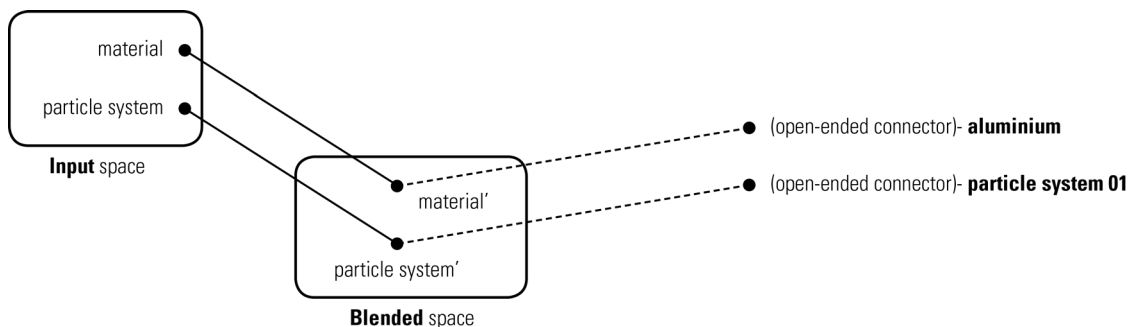 material
particle system
Input space
(open-ended connector)- aluminium
(open-ended connector)- particle system 01
material′
particle system′
Blended space